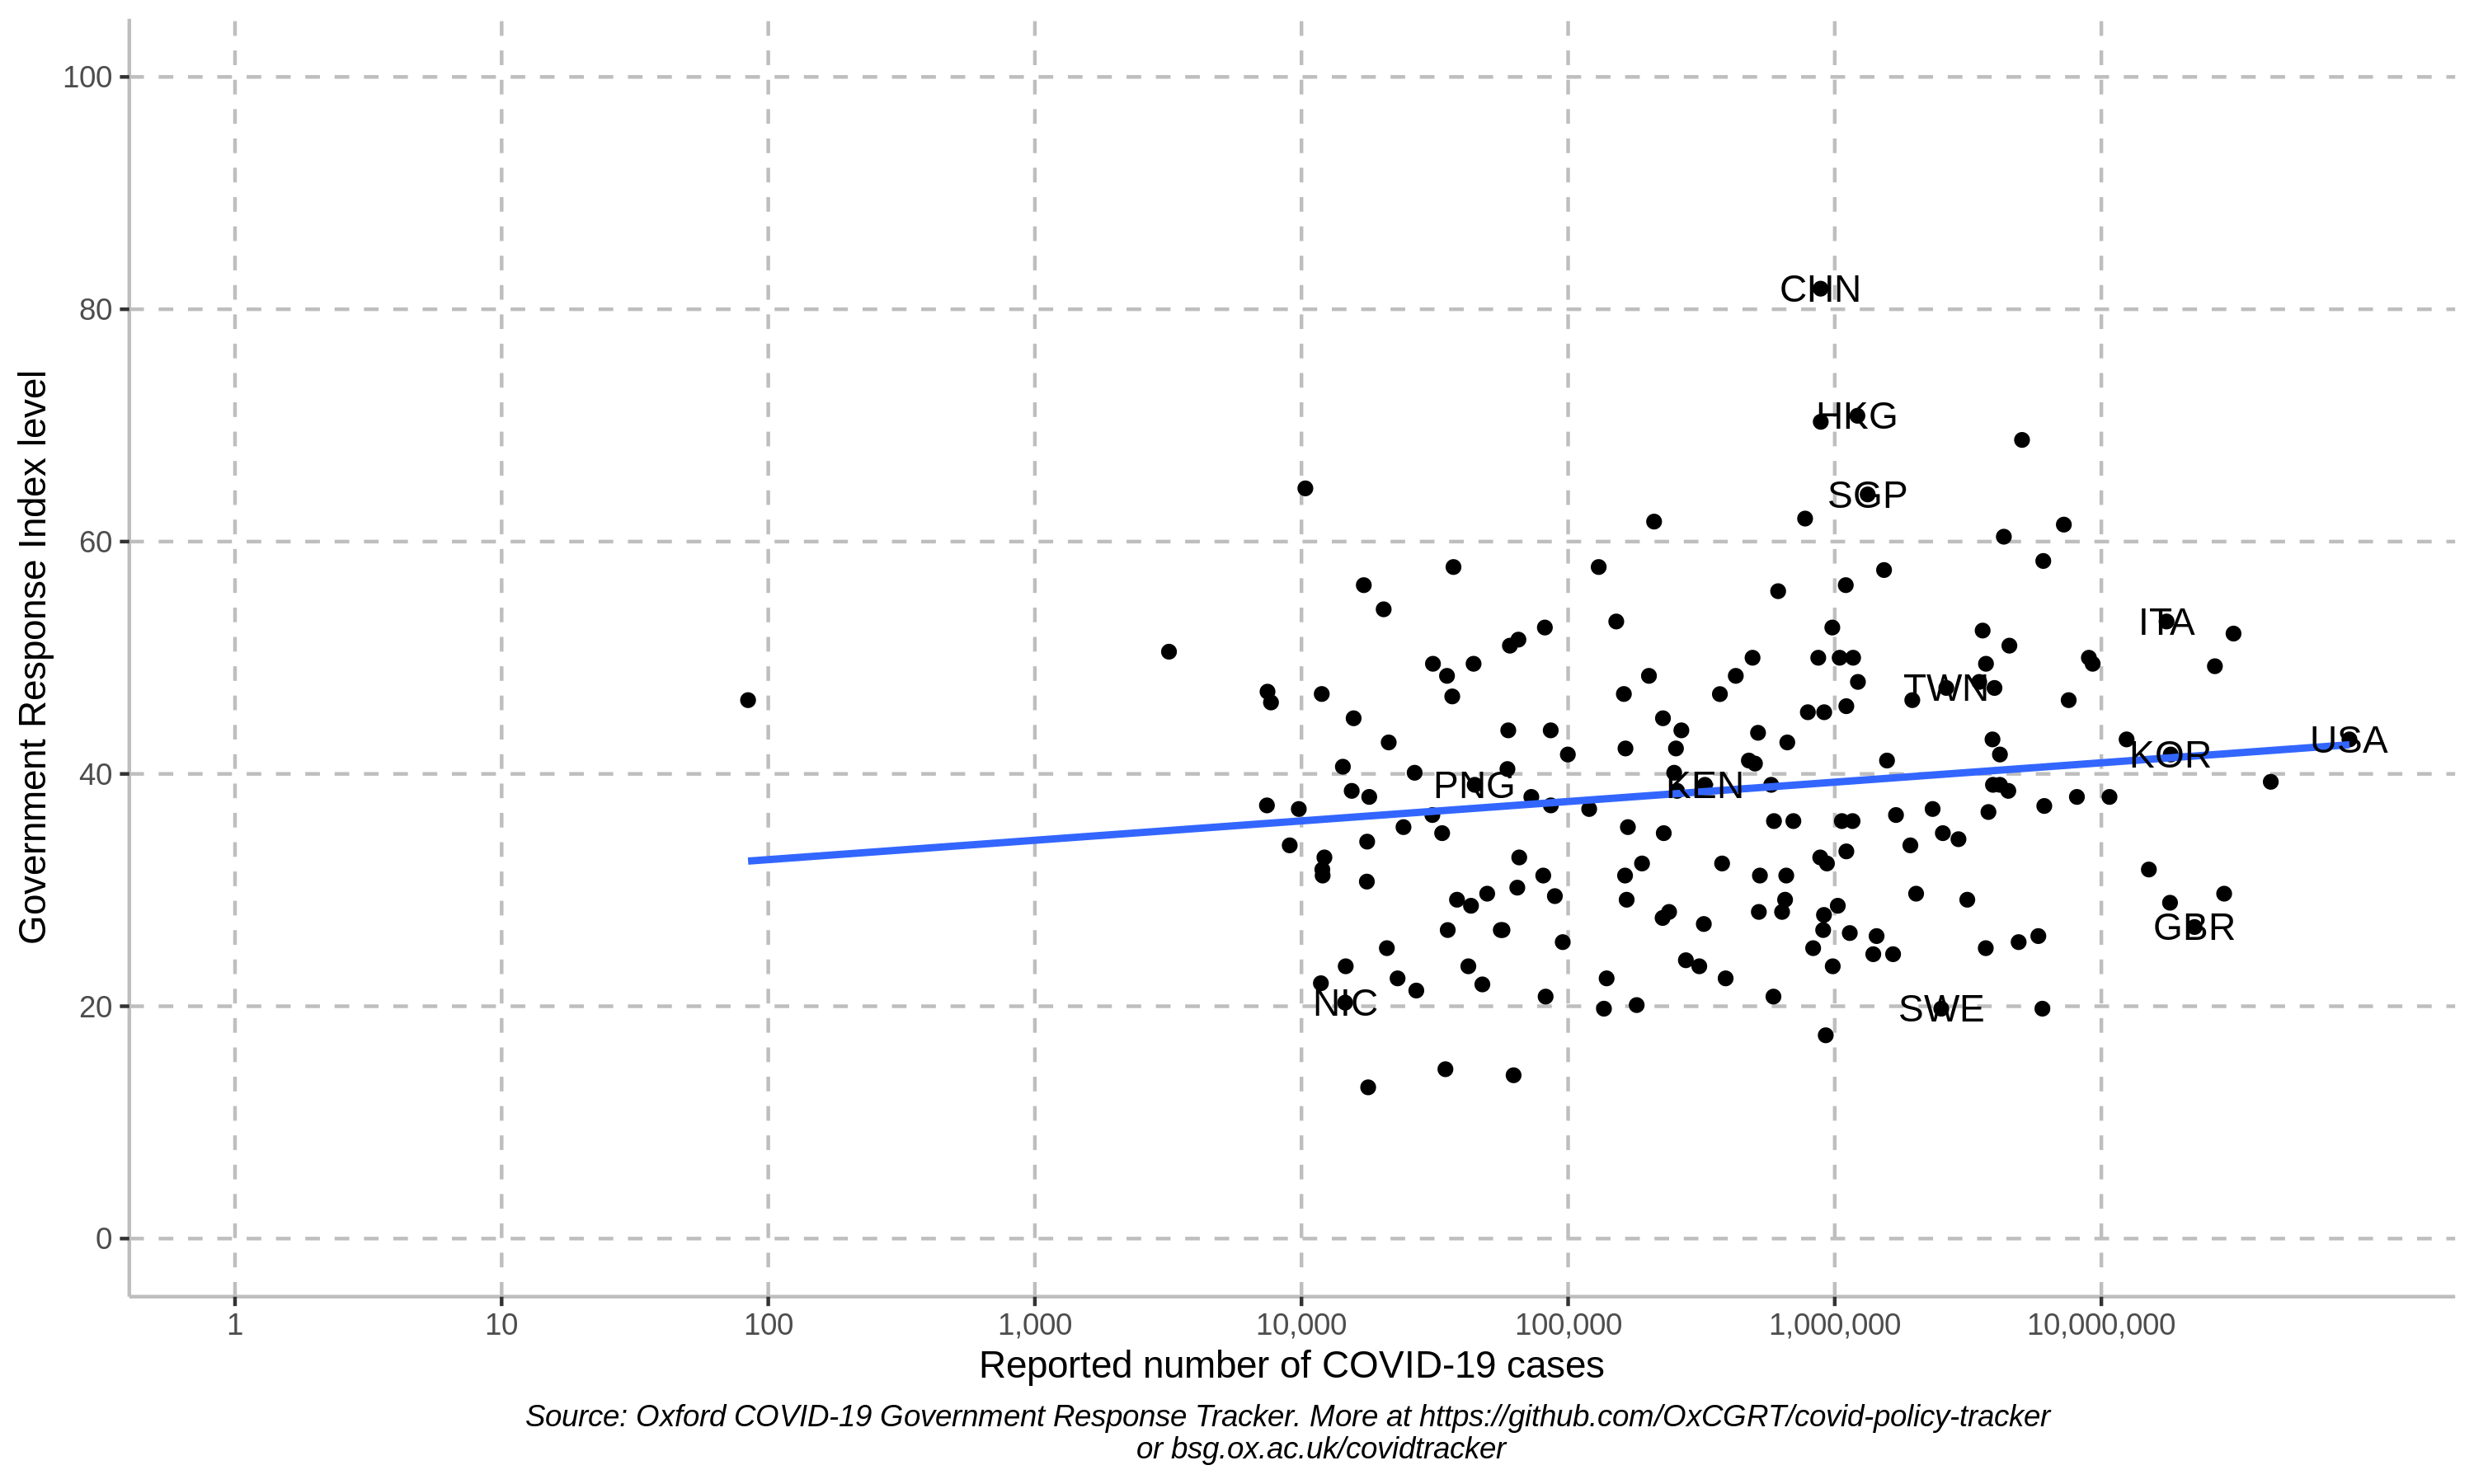 100
80
60
40
20
0
Government Response Index level
CHN
HKG
SGP
ITA
TWN
USA
KOR
PNG
KEN
GBR
NIC
SWE
1
10
100
1,000
10,000
100,000
1,000,000
10,000,000
Reported number of COVID-19 cases
Source: Oxford COVID-19 Government Response Tracker. More at https://github.com/OxCGRT/covid-policy-tracker
or bsg.ox.ac.uk/covidtracker